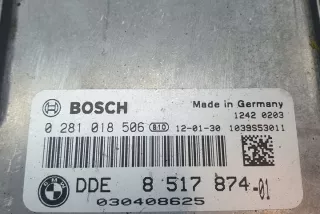 BOSCH
Made in Germany
1242 0203
0 281 018 506 B10 12-01-30 1039S53011
DDE 8 517 874-01
030408625